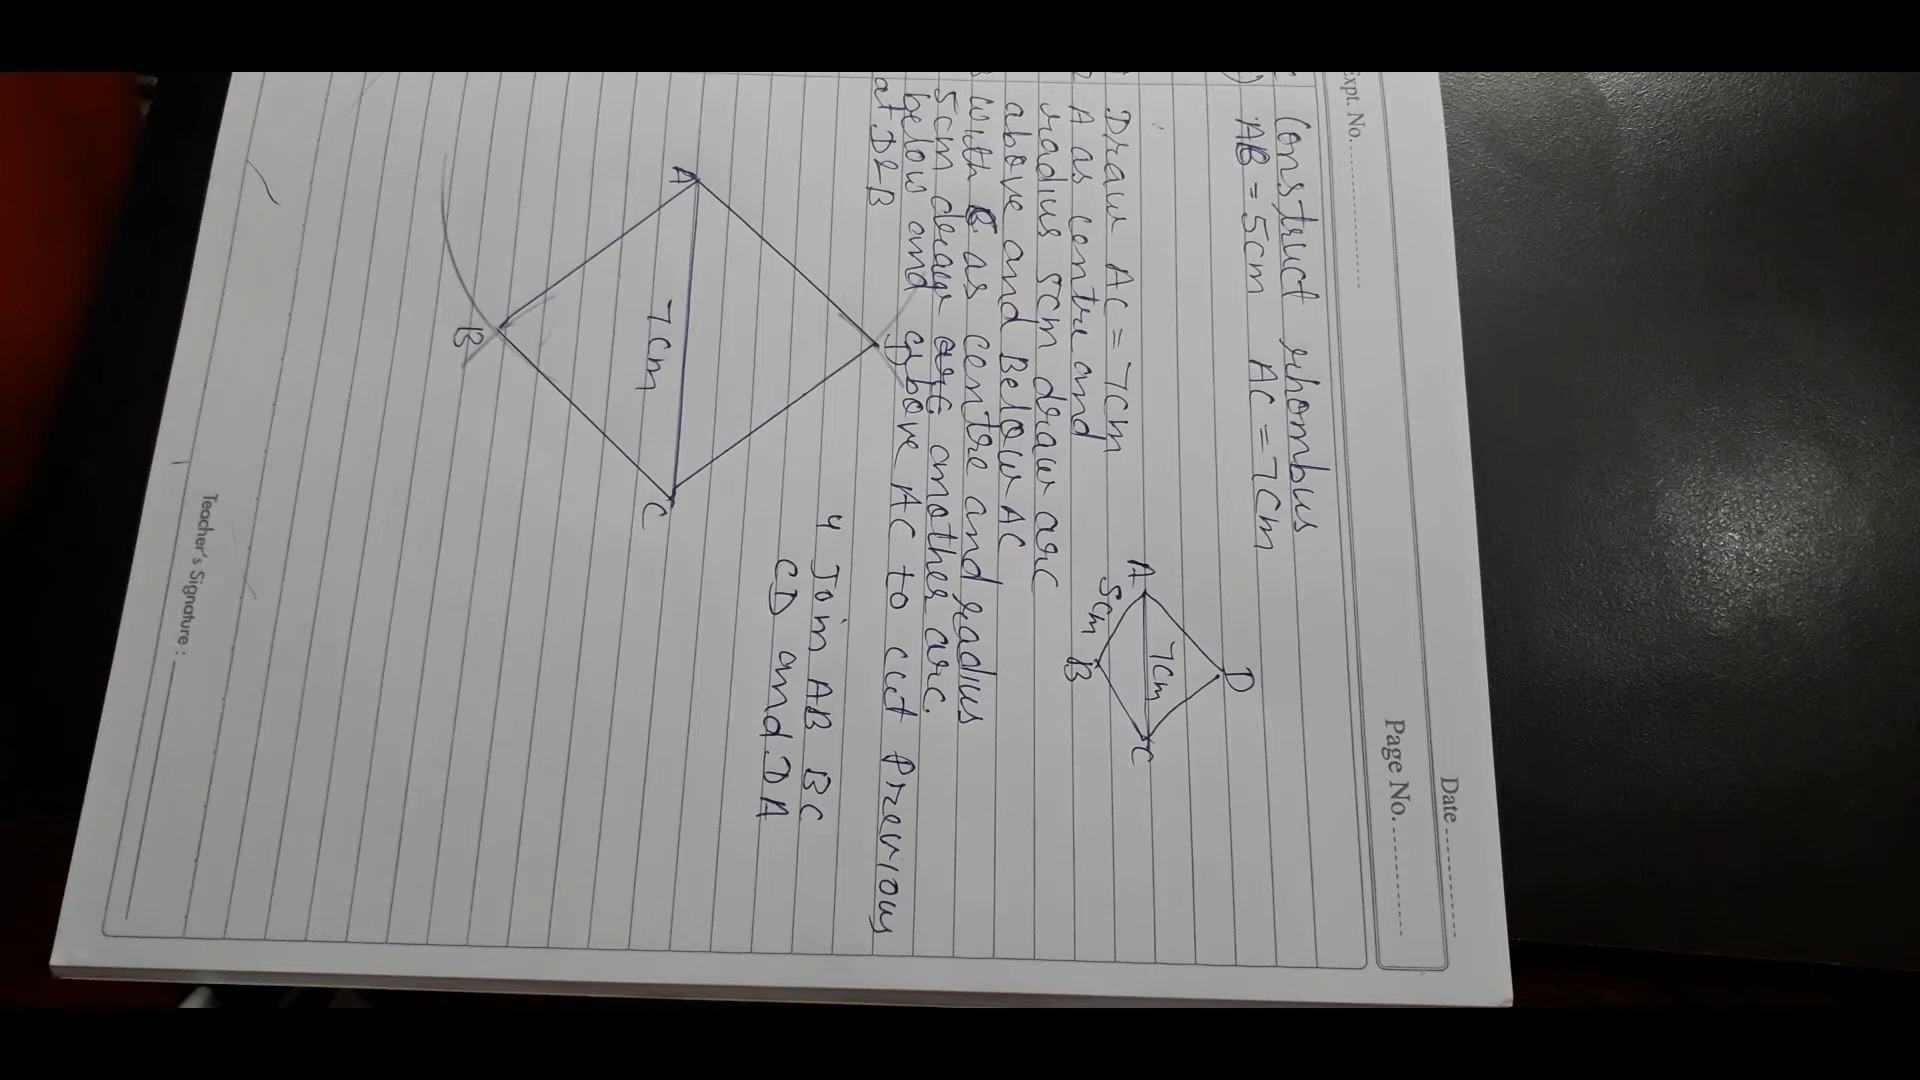 Date
Page No.
Expt. No.
Construct rhombus
AB = 5cm AC = 7cm
D
A
7cm
C
5cm
B
Draw AC = 7cm
A as centre and
radius 5cm draw arc
above and Below AC
with C as centre and radius
5cm draw arc another arc
below and above AC to cut Previous
at D & B
4 Join AB BC
CD and DA
D
A
7cm
C
B
Teacher's Signature :